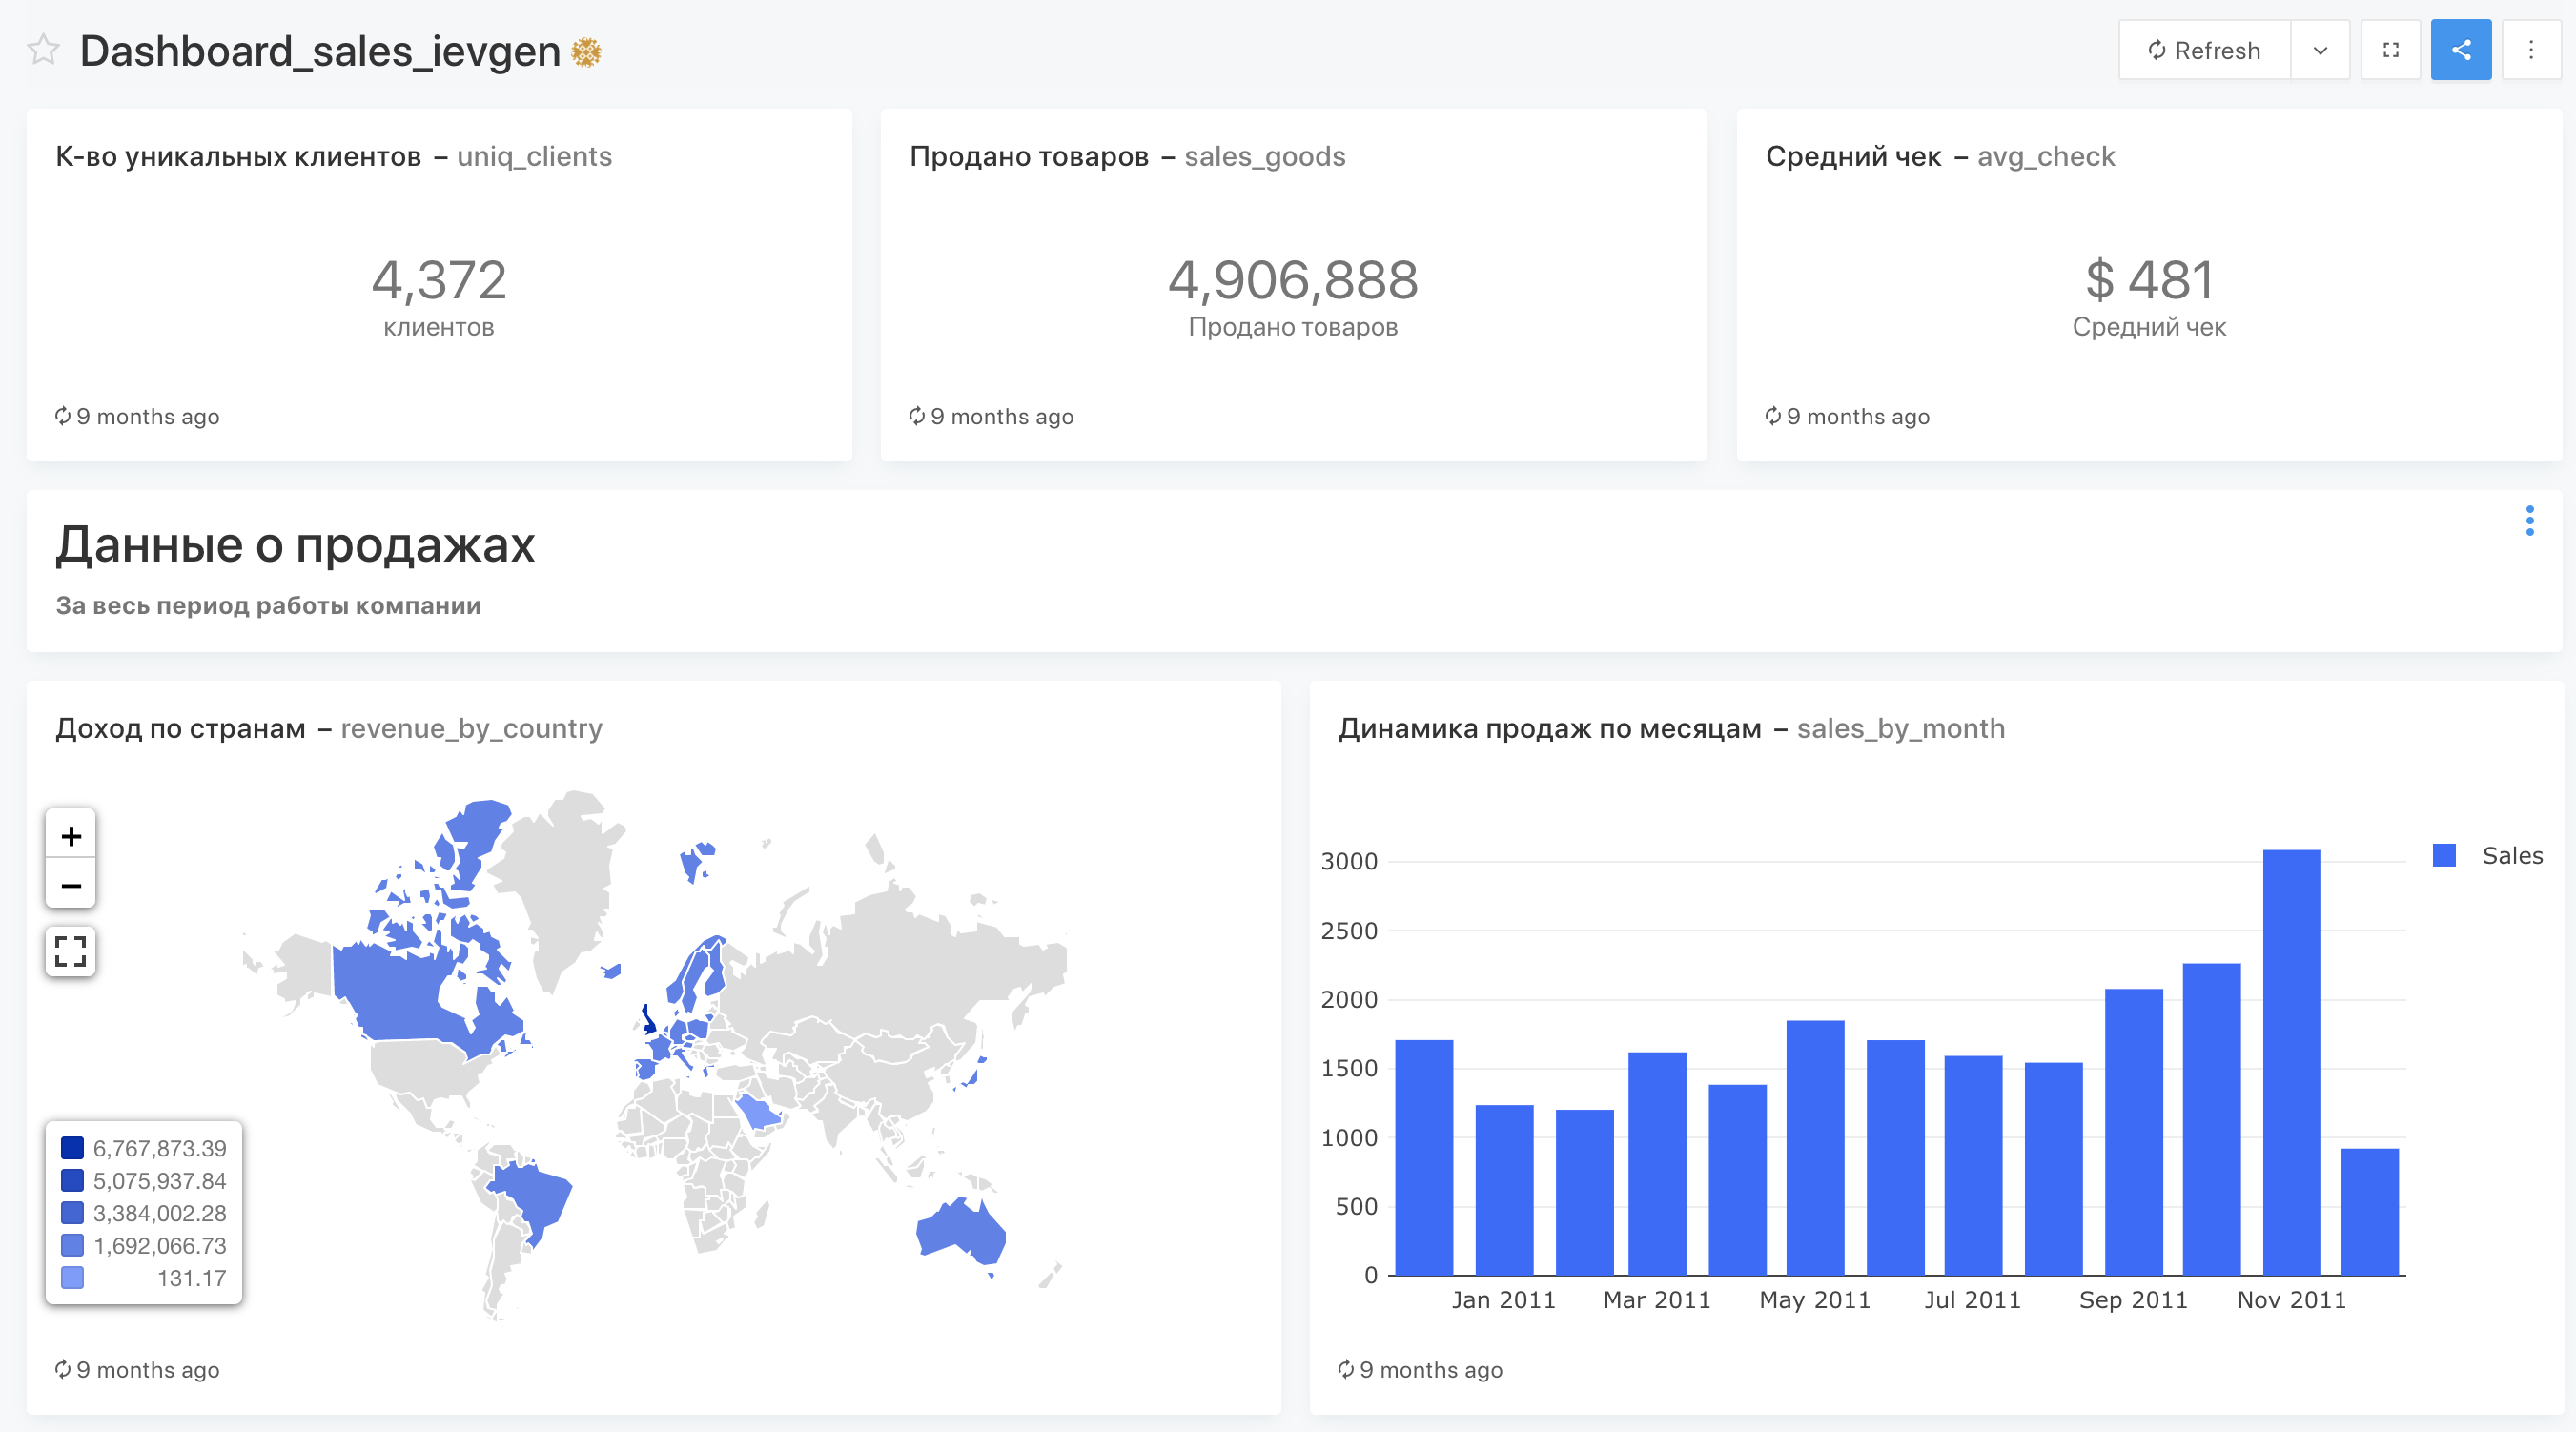 Dashboard_sales_ievgen
Refresh
К-во уникальных клиентов – uniq_clients
4,372
клиентов
9 months ago
Продано товаров – sales_goods
4,906,888
Продано товаров
9 months ago
Средний чек – avg_check
$ 481
Средний чек
9 months ago
Данные о продажах
За весь период работы компании
Доход по странам – revenue_by_country
+
−
6,767,873.39
5,075,937.84
3,384,002.28
1,692,066.73
131.17
9 months ago
Динамика продаж по месяцам – sales_by_month
3000
2500
2000
1500
1000
500
0
Jan 2011 Mar 2011 May 2011 Jul 2011 Sep 2011 Nov 2011
Sales
9 months ago